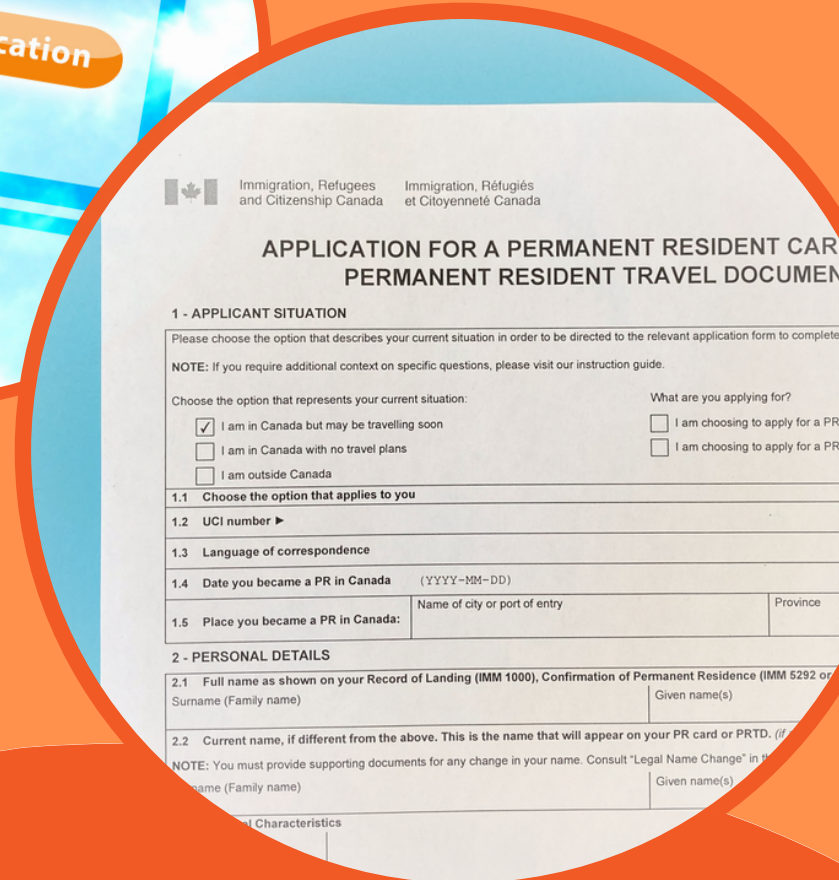 cation
Immigration, Refugees Immigration, Réfugiés
and Citizenship Canada et Citoyenneté Canada
APPLICATION FOR A PERMANENT RESIDENT CAR
PERMANENT RESIDENT TRAVEL DOCUMEN
1 - APPLICANT SITUATION
Please choose the option that describes your current situation in order to be directed to the relevant application form to complete
NOTE: If you require additional context on specific questions, please visit our instruction guide.
Choose the option that represents your current situation: What are you applying for?
✓ I am in Canada but may be travelling soon I am choosing to apply for a PR
I am in Canada with no travel plans I am choosing to apply for a PR
I am outside Canada
1.1 Choose the option that applies to you
1.2 UCI number ►
1.3 Language of correspondence
1.4 Date you became a PR in Canada (YYYY-MM-DD)
1.5 Place you became a PR in Canada: Name of city or port of entry Province
2 - PERSONAL DETAILS
2.1 Full name as shown on your Record of Landing (IMM 1000), Confirmation of Permanent Residence (IMM 5292 or
Surname (Family name) Given name(s)
2.2 Current name, if different from the above. This is the name that will appear on your PR card or PRTD. (if
NOTE: You must provide supporting documents for any change in your name. Consult "Legal Name Change" in
ame (Family name) Given name(s)
Characteristics